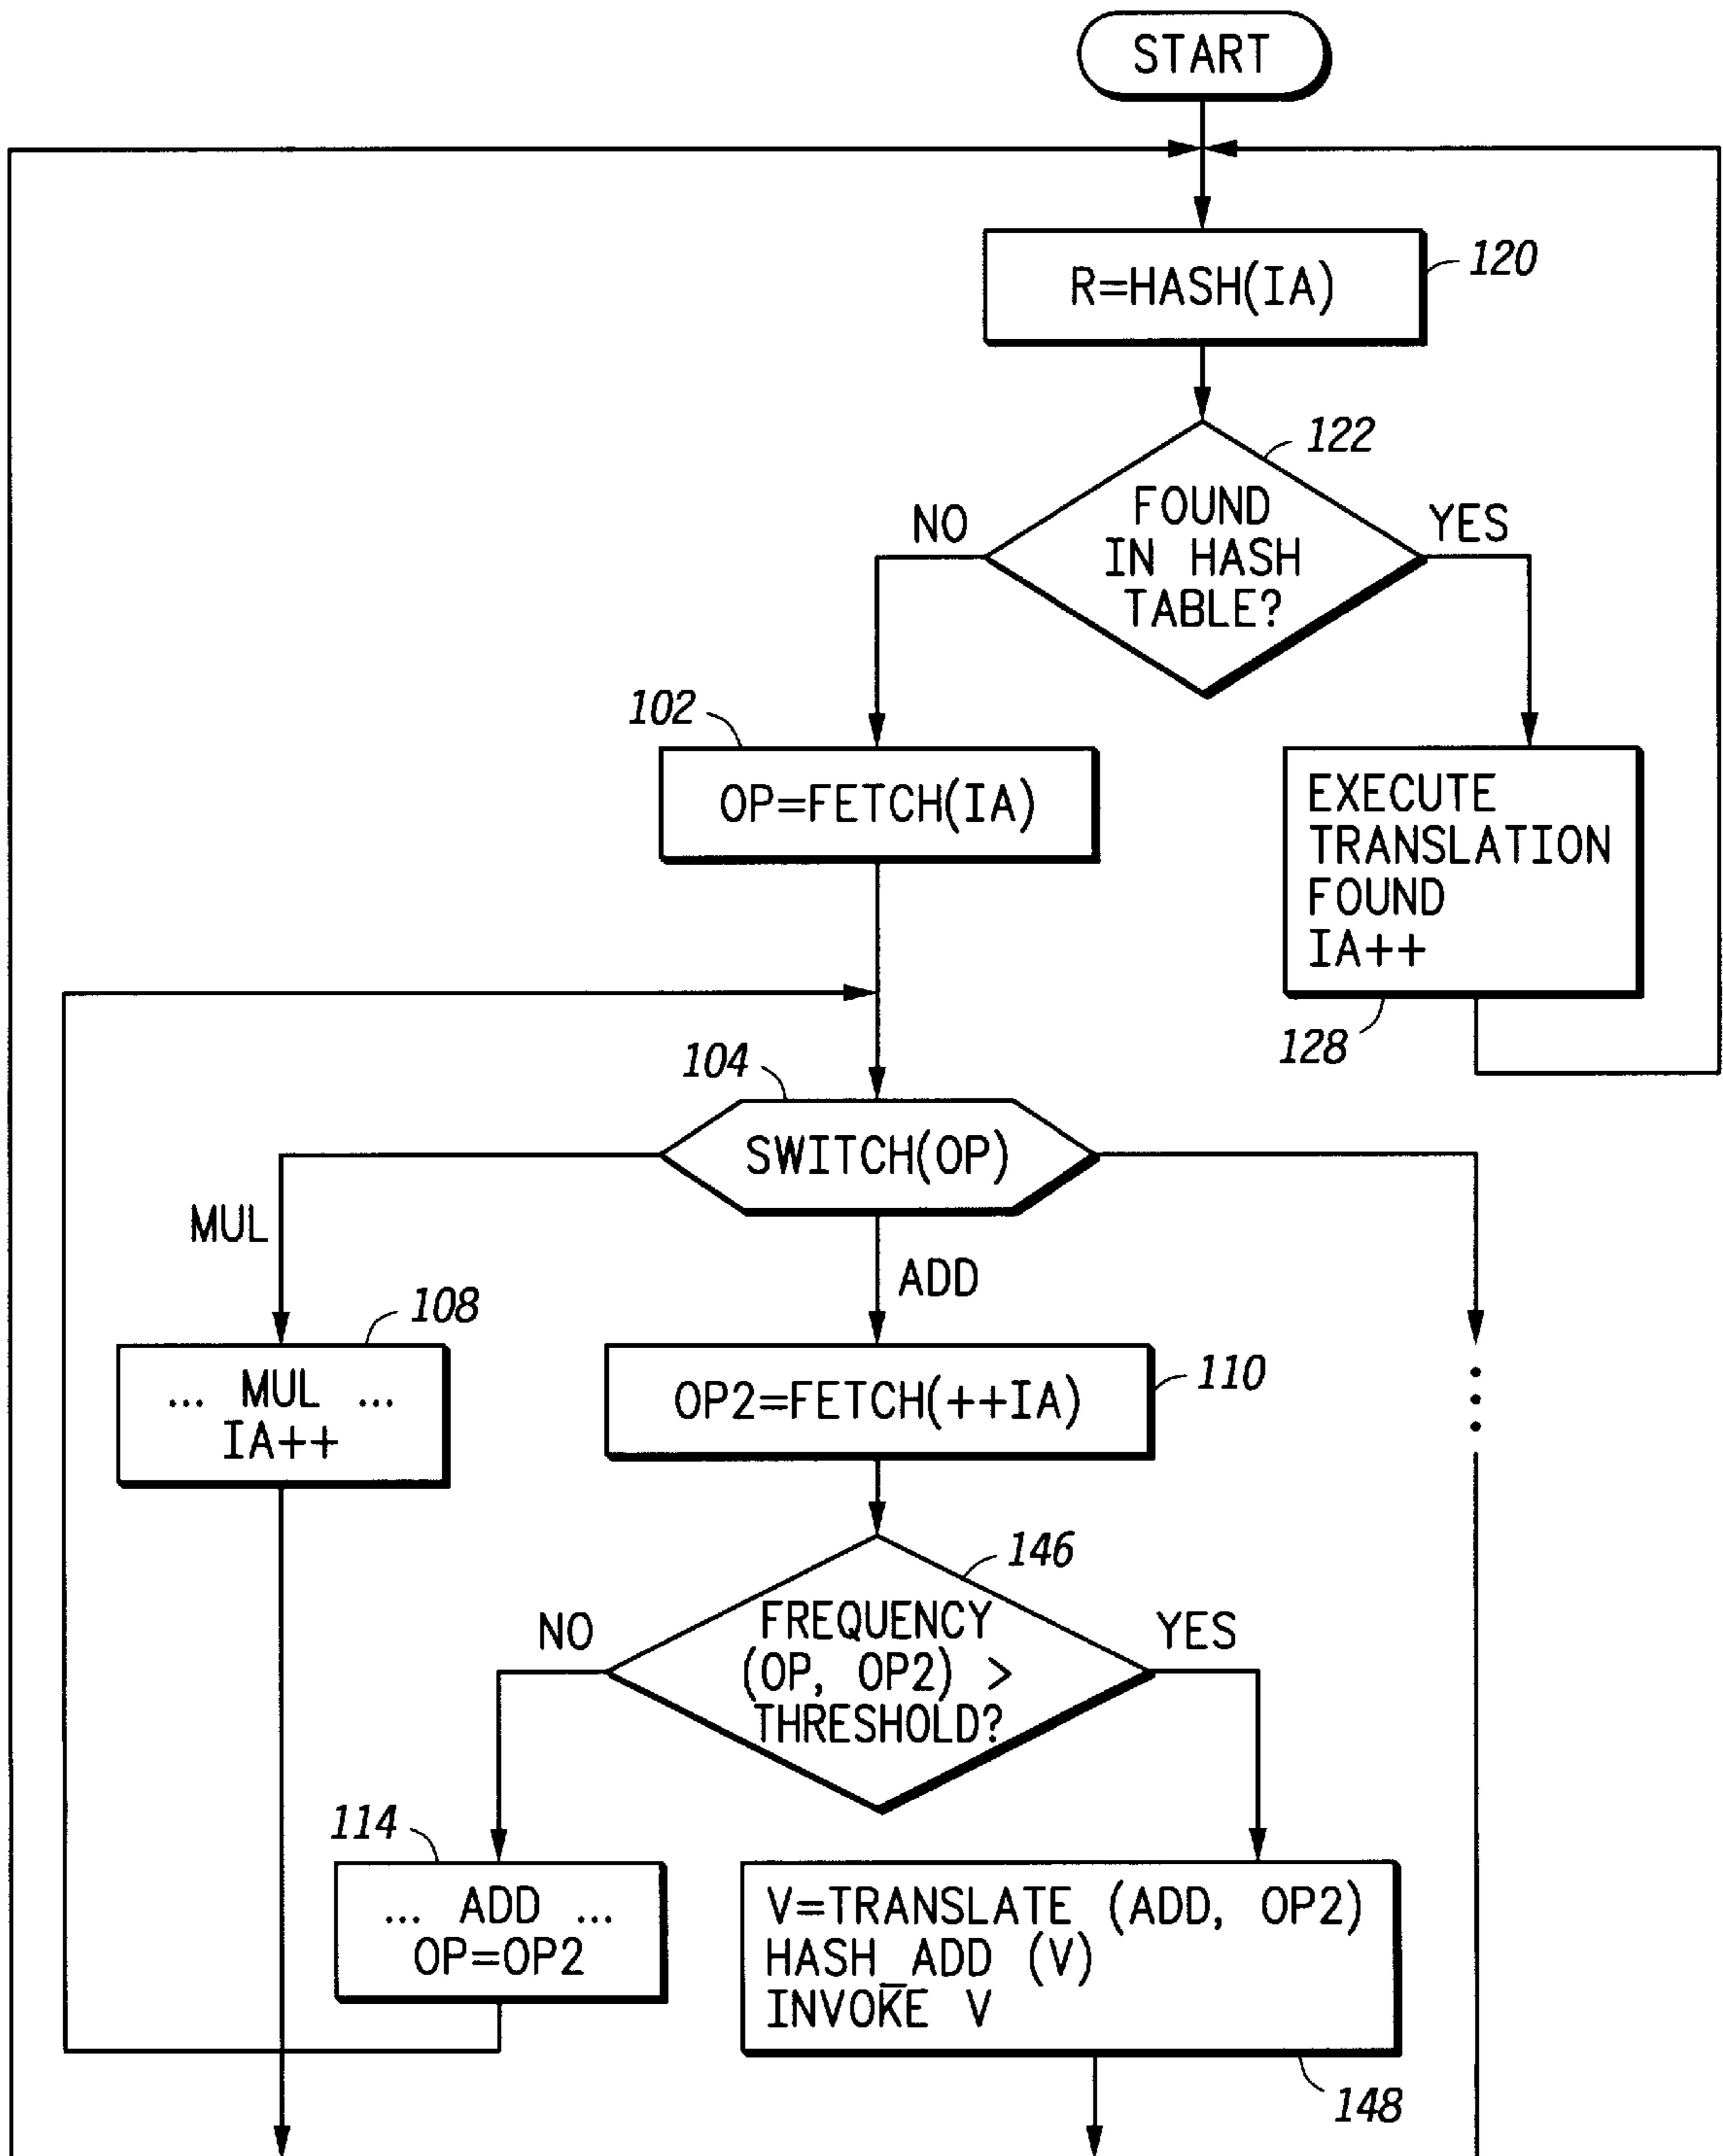 START
R=HASH(IA)
120
122
FOUND
IN HASH
TABLE?
NO
YES
102
OP=FETCH(IA)
EXECUTE
TRANSLATION
FOUND
IA++
128
104
SWITCH(OP)
MUL
ADD
108
... MUL ...
IA++
OP2=FETCH(++IA)
110
146
FREQUENCY
(OP, OP2) >
THRESHOLD?
NO
YES
114
... ADD ...
OP=OP2
V=TRANSLATE (ADD, OP2)
HASH_ADD (V)
INVOKE V
148